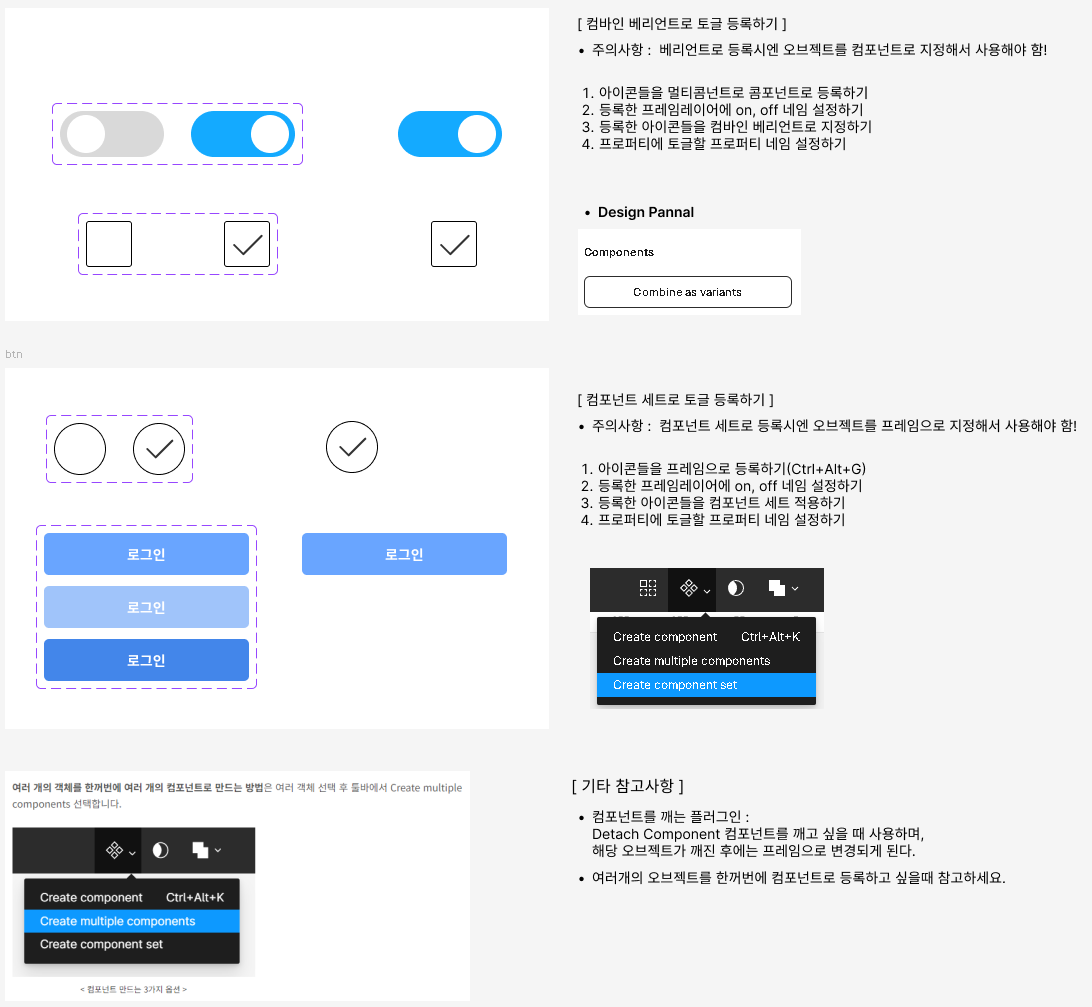 [ 컴바인 베리언트로 토글 등록하기 ]
• 주의사항 : 베리언트로 등록시엔 오브젝트를 컴포넌트로 지정해서 사용해야 함!
1. 아이콘들을 멀티콤넌트로 콤포넌트로 등록하기
2. 등록한 프레임레이어에 on, off 네임 설정하기
3. 등록한 아이콘들을 컴바인 베리언트로 지정하기
4. 프로퍼티에 토글할 프로퍼티 네임 설정하기
• Design Pannal
Components
Combine as variants
btn
로그인
로그인
로그인
로그인
[ 컴포넌트 세트로 토글 등록하기 ]
• 주의사항 : 컴포넌트 세트로 등록시엔 오브젝트를 프레임으로 지정해서 사용해야 함!
1. 아이콘들을 프레임으로 등록하기(Ctrl+Alt+G)
2. 등록한 프레임레이어에 on, off 네임 설정하기
3. 등록한 아이콘들을 컴포넌트 세트 적용하기
4. 프로퍼티에 토글할 프로퍼티 네임 설정하기
Create component Ctrl+Alt+K
Create multiple components
Create component set
여러 개의 객체를 한꺼번에 여러 개의 컴포넌트로 만드는 방법은 여러 객체 선택 후 툴바에서 Create multiple
components 선택합니다.
Create component Ctrl+Alt+K
Create multiple components
Create component set
< 컴포넌트 만드는 3가지 옵션 >
[ 기타 참고사항 ]
• 컴포넌트를 깨는 플러그인 :
Detach Component 컴포넌트를 깨고 싶을 때 사용하며,
해당 오브젝트가 깨진 후에는 프레임으로 변경되게 된다.
• 여러개의 오브젝트를 한꺼번에 컴포넌트로 등록하고 싶을때 참고하세요.